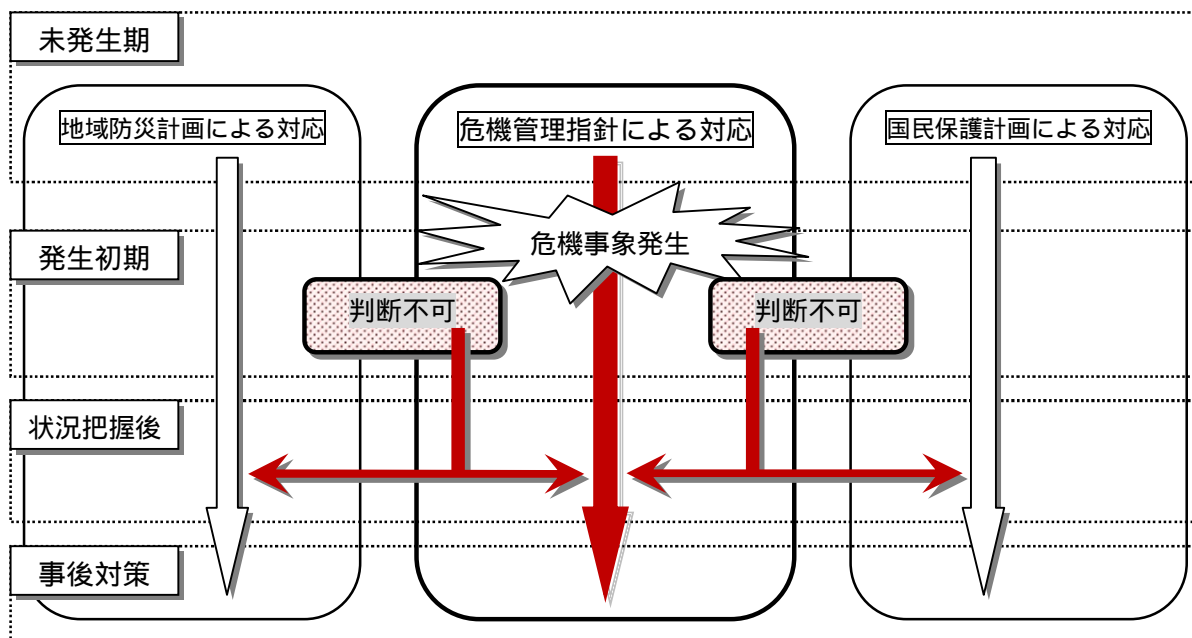 未発生期
地域防災計画による対応
危機管理指針による対応
国民保護計画による対応
発生初期
危機事象発生
判断不可
判断不可
状況把握後
事後対策